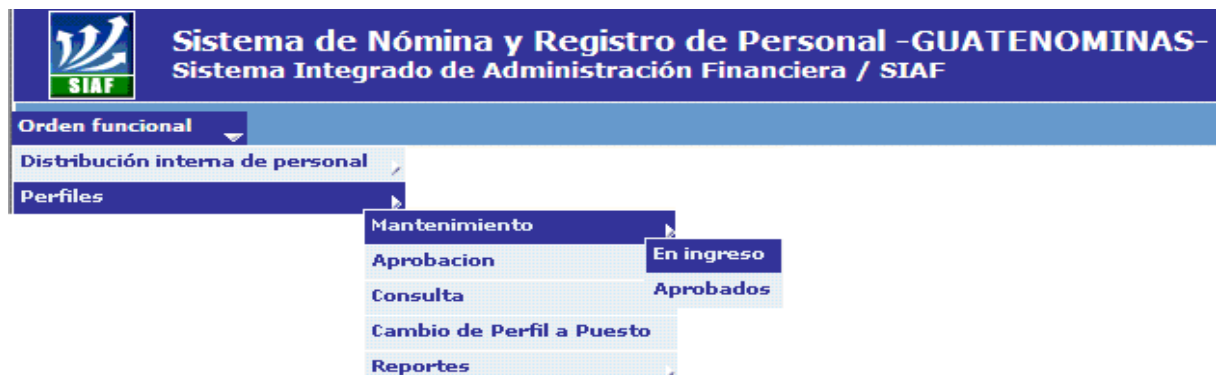 Sistema de Nómina y Registro de Personal -GUATENOMINAS-
Sistema Integrado de Administración Financiera / SIAF
SIAF
Orden funcional
Distribución interna de personal
Perfiles
Mantenimiento
En ingreso
Aprobacion
Aprobados
Consulta
Cambio de Perfil a Puesto
Reportes